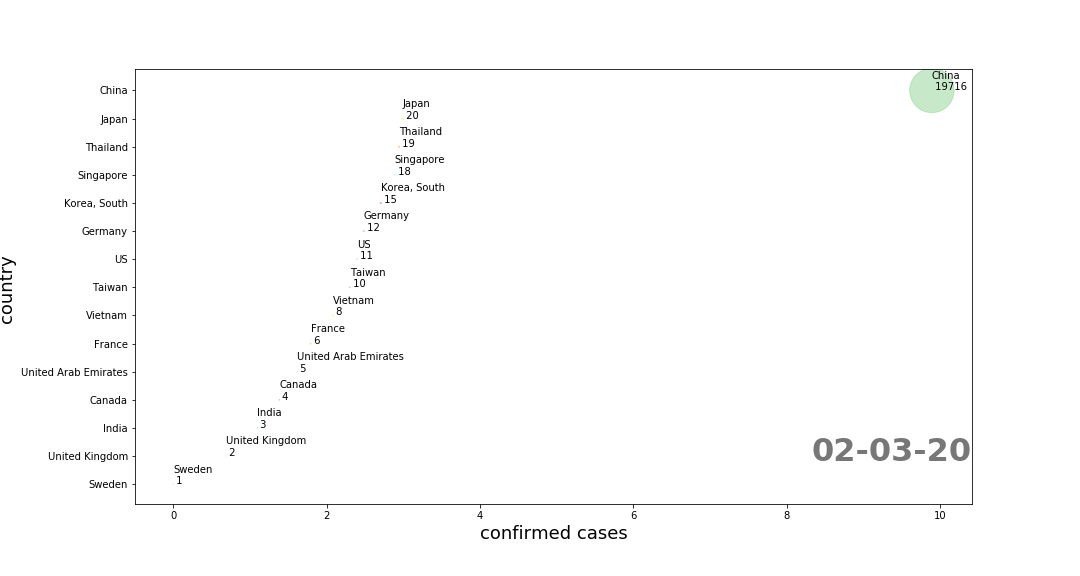 China
China
19716
Japan
Japan
20
Thailand
Thailand
19
Singapore
Singapore
18
Korea, South
Korea, South
15
Germany
Germany
12
US
US
11
Taiwan
Taiwan
10
Vietnam
Vietnam
8
France
France
6
United Arab Emirates
United Arab Emirates
5
Canada
Canada
4
India
India
3
United Kingdom
United Kingdom
2
Sweden
Sweden
1
country
02-03-20
0 2 4 6 8 10
confirmed cases